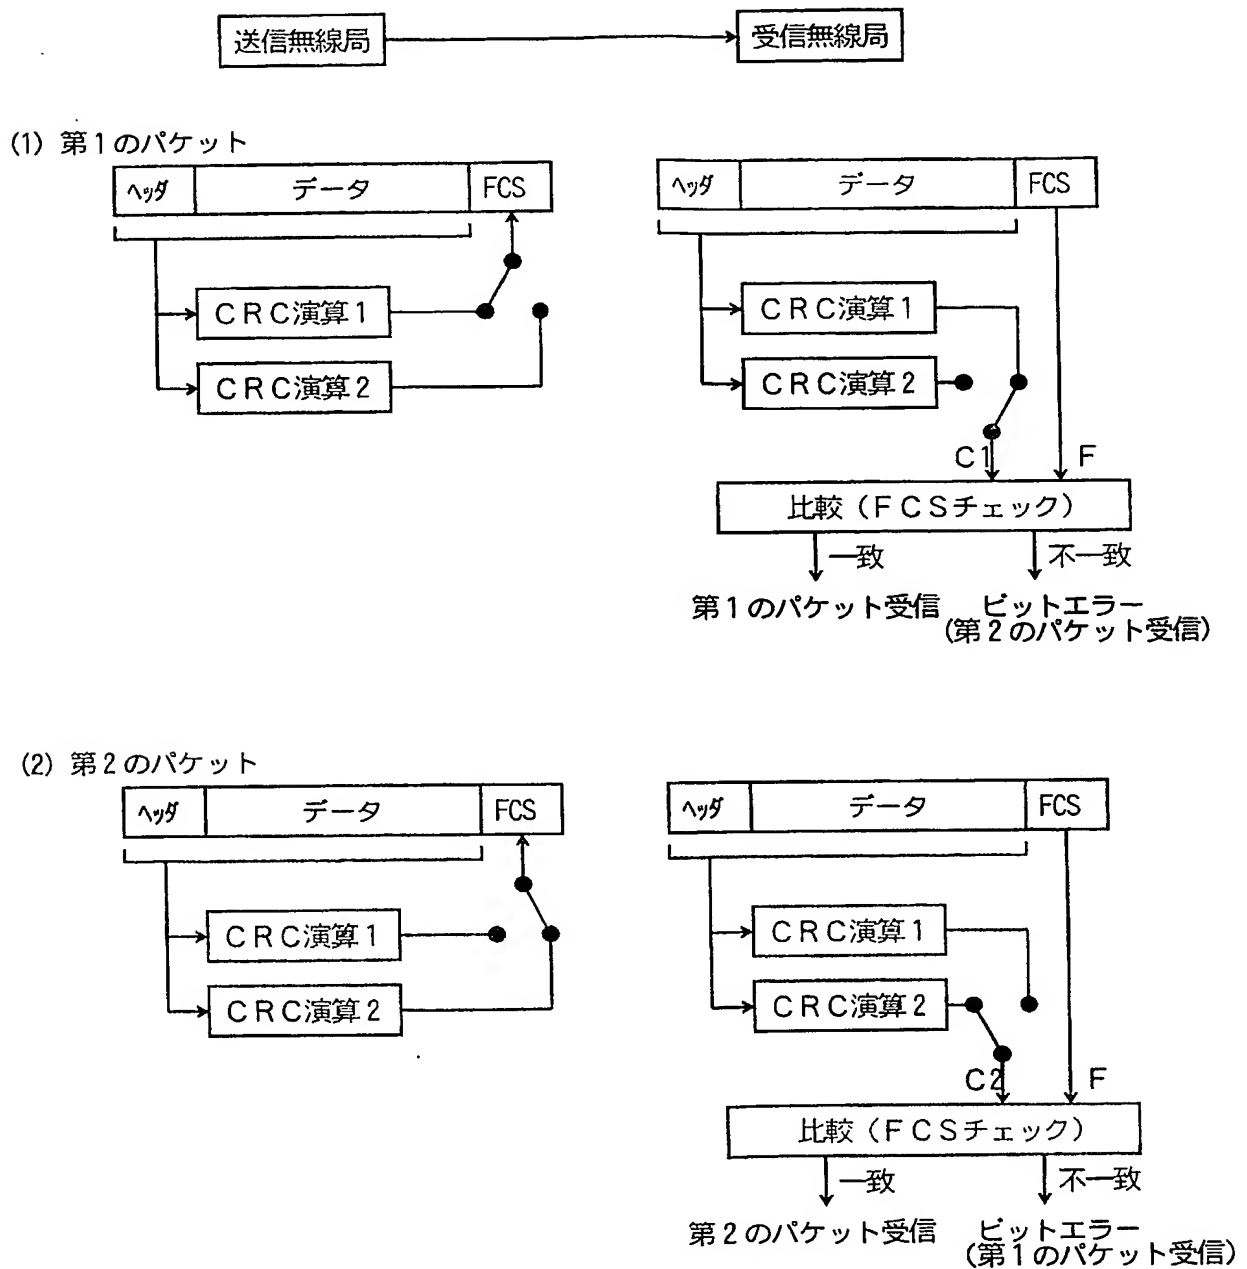 送信無線局
受信無線局
(1) 第1のパケット
ヘッダ データ FCS
ヘッダ データ FCS
CRC演算1
CRC演算2
CRC演算1
CRC演算2
C1 F
比較(FCSチェック)
一致
不一致
第1のパケット受信
ビットエラー
(第2のパケット受信)
(2) 第2のパケット
ヘッダ データ FCS
ヘッダ データ FCS
CRC演算1
CRC演算2
CRC演算1
CRC演算2
C2 F
比較(FCSチェック)
一致
不一致
第2のパケット受信
ビットエラー
(第1のパケット受信)